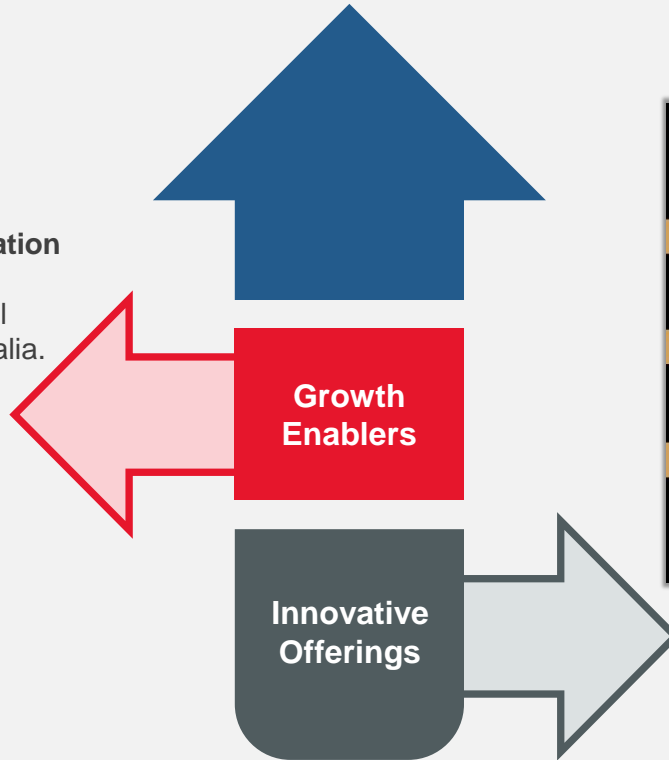 ation
l
alia.
Growth
Enablers
Innovative
Offerings